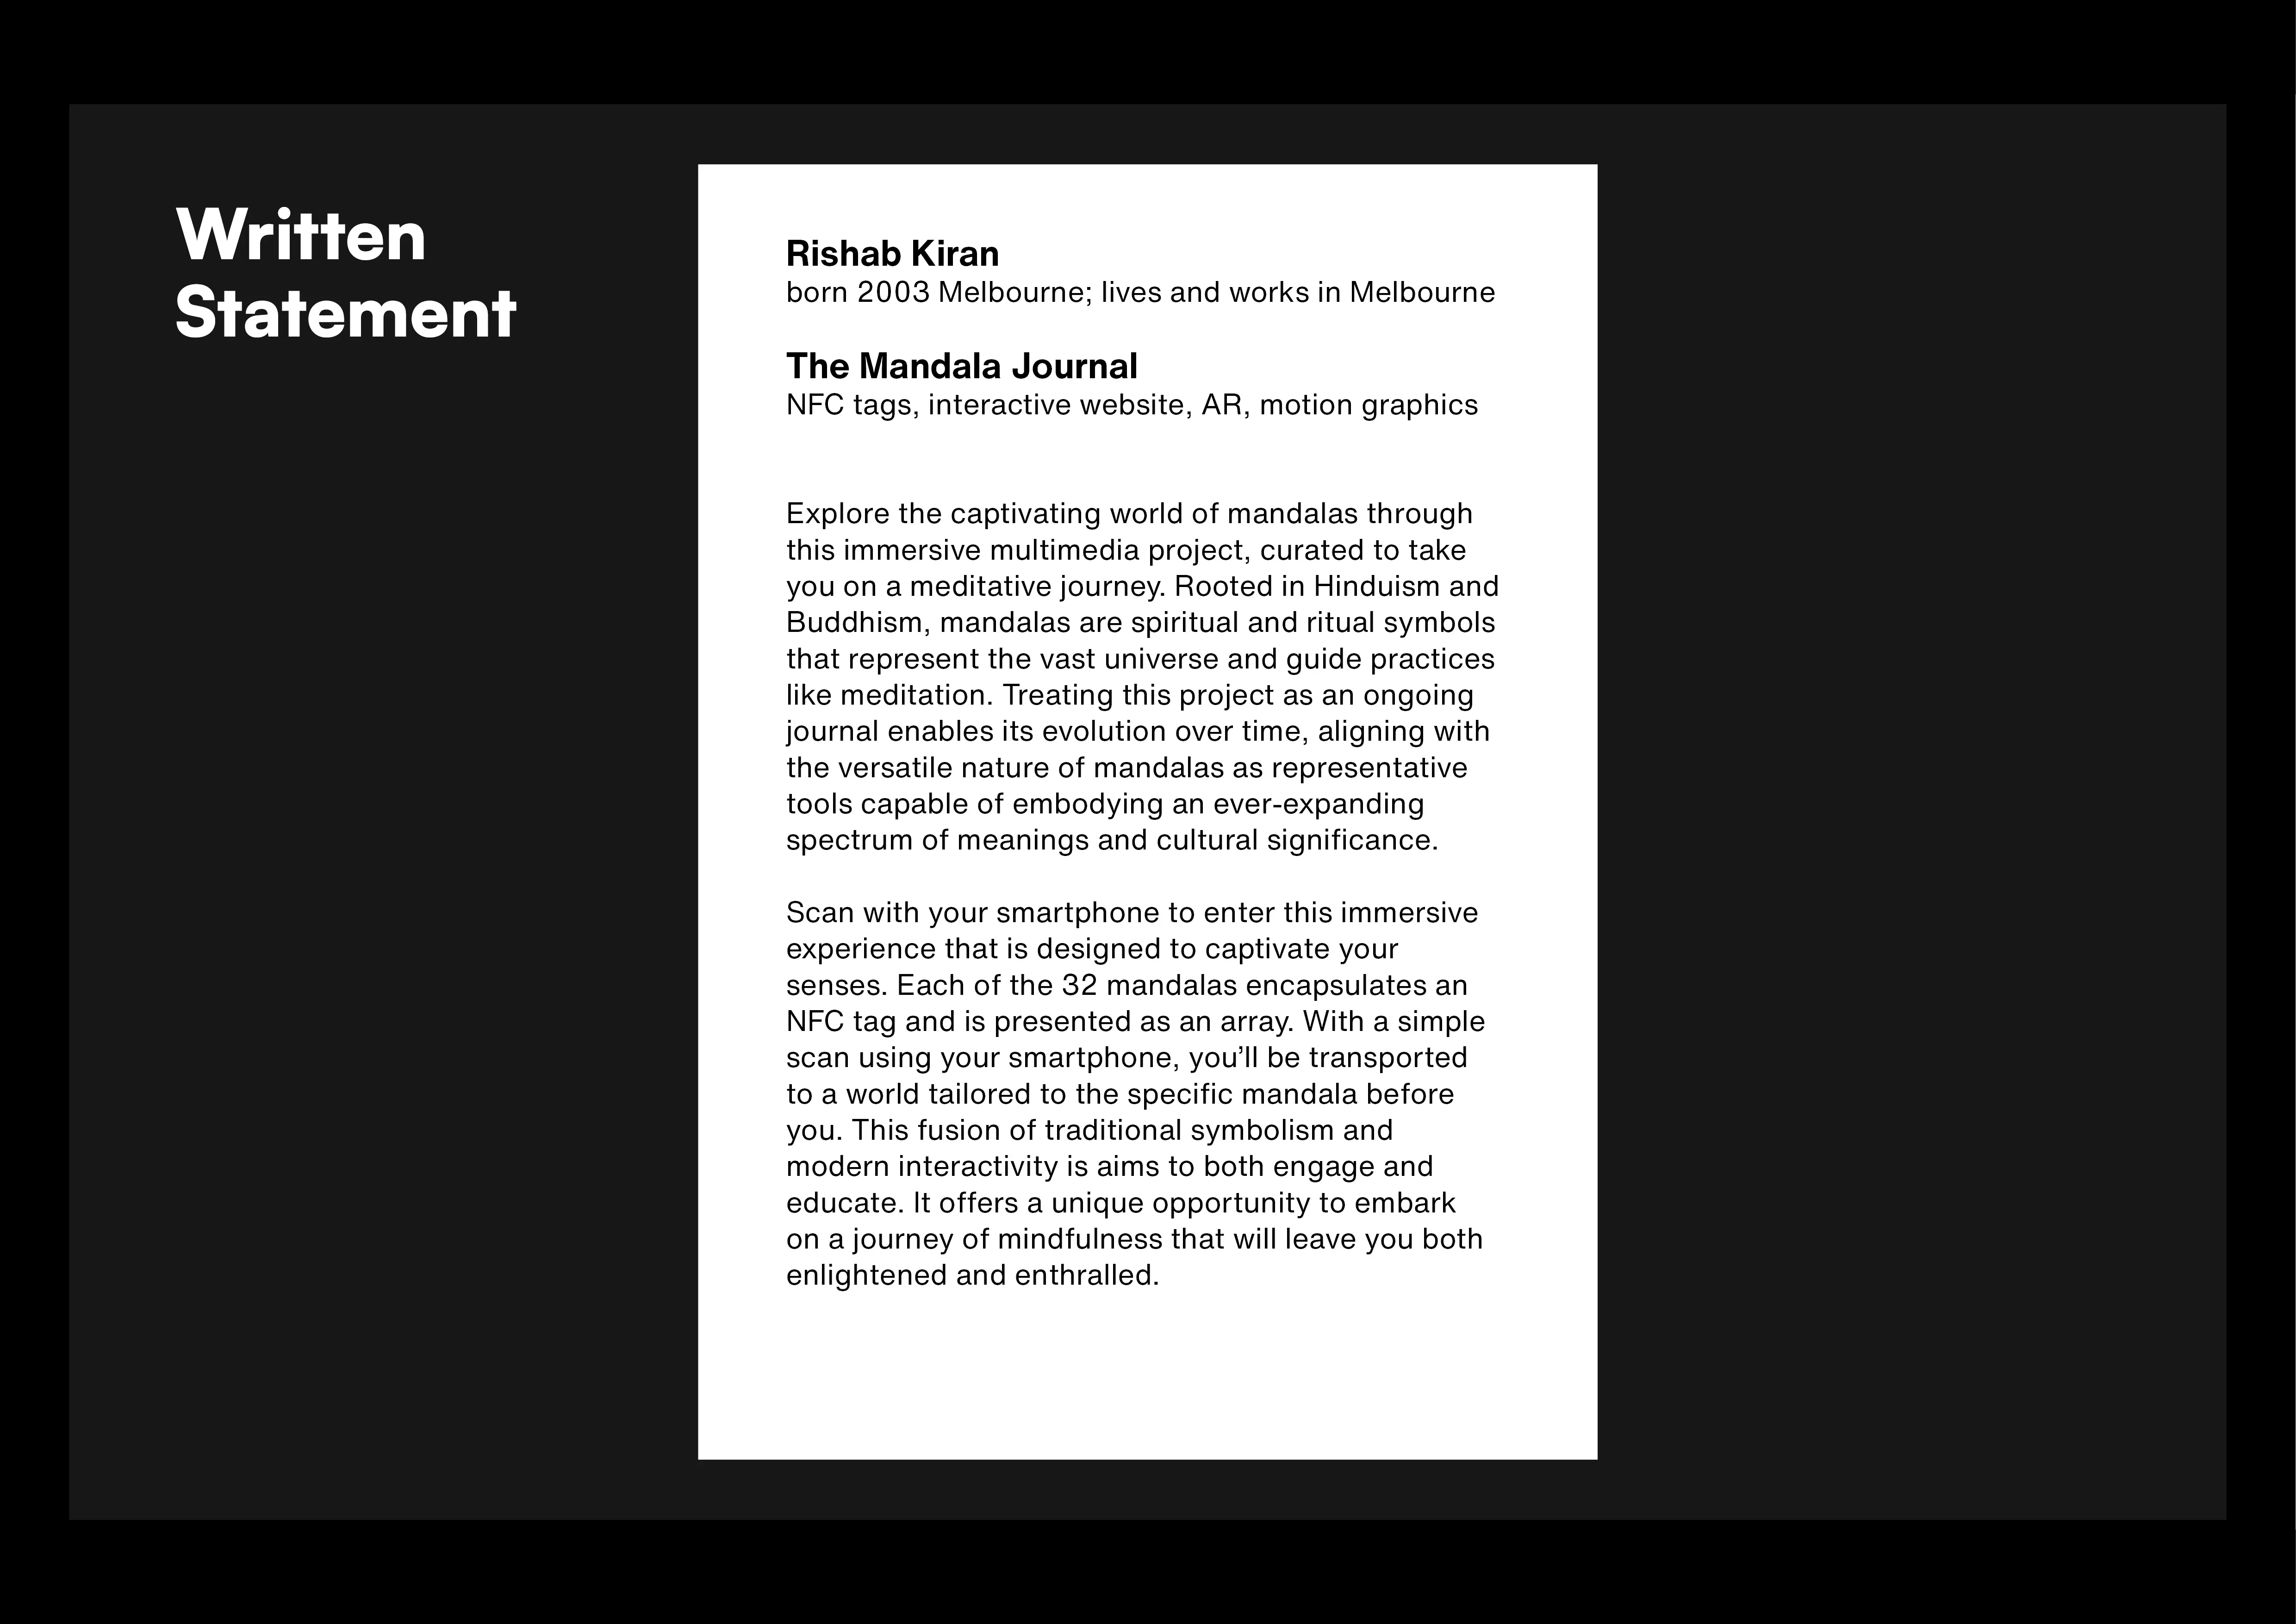 Written
Statement
Rishab Kiran
born 2003 Melbourne; lives and works in Melbourne
The Mandala Journal
NFC tags, interactive website, AR, motion graphics
Explore the captivating world of mandalas through
this immersive multimedia project, curated to take
you on a meditative journey. Rooted in Hinduism and
Buddhism, mandalas are spiritual and ritual symbols
that represent the vast universe and guide practices
like meditation. Treating this project as an ongoing
journal enables its evolution over time, aligning with
the versatile nature of mandalas as representative
tools capable of embodying an ever-expanding
spectrum of meanings and cultural significance.
Scan with your smartphone to enter this immersive
experience that is designed to captivate your
senses. Each of the 32 mandalas encapsulates an
NFC tag and is presented as an array. With a simple
scan using your smartphone, you’ll be transported
to a world tailored to the specific mandala before
you. This fusion of traditional symbolism and
modern interactivity is aims to both engage and
educate. It offers a unique opportunity to embark
on a journey of mindfulness that will leave you both
enlightened and enthralled.